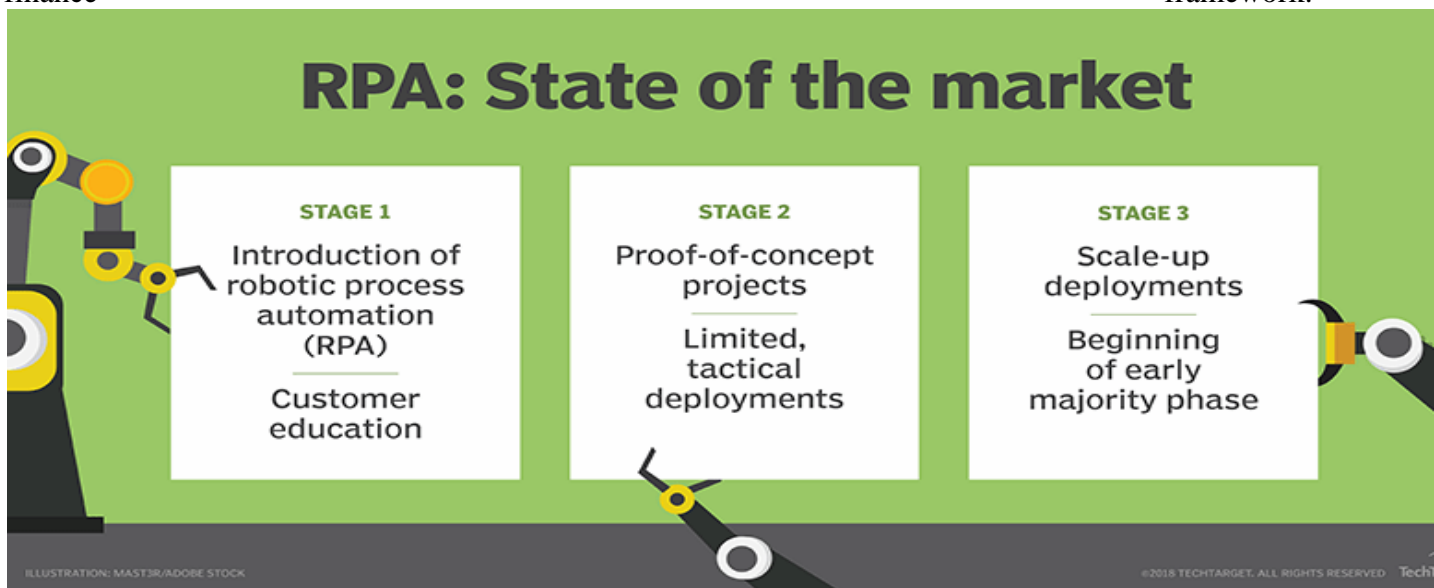 RPA: State of the market
STAGE 1
Introduction of
robotic process
automation
(RPA)
Customer
education
STAGE 2
Proof-of-concept
projects
Limited,
tactical
deployments
STAGE 3
Scale-up
deployments
Beginning
of early
majority phase
ILLUSTRATION: MAST3R/ADOBE STOCK
©2018 TECHTARGET. ALL RIGHTS RESERVED